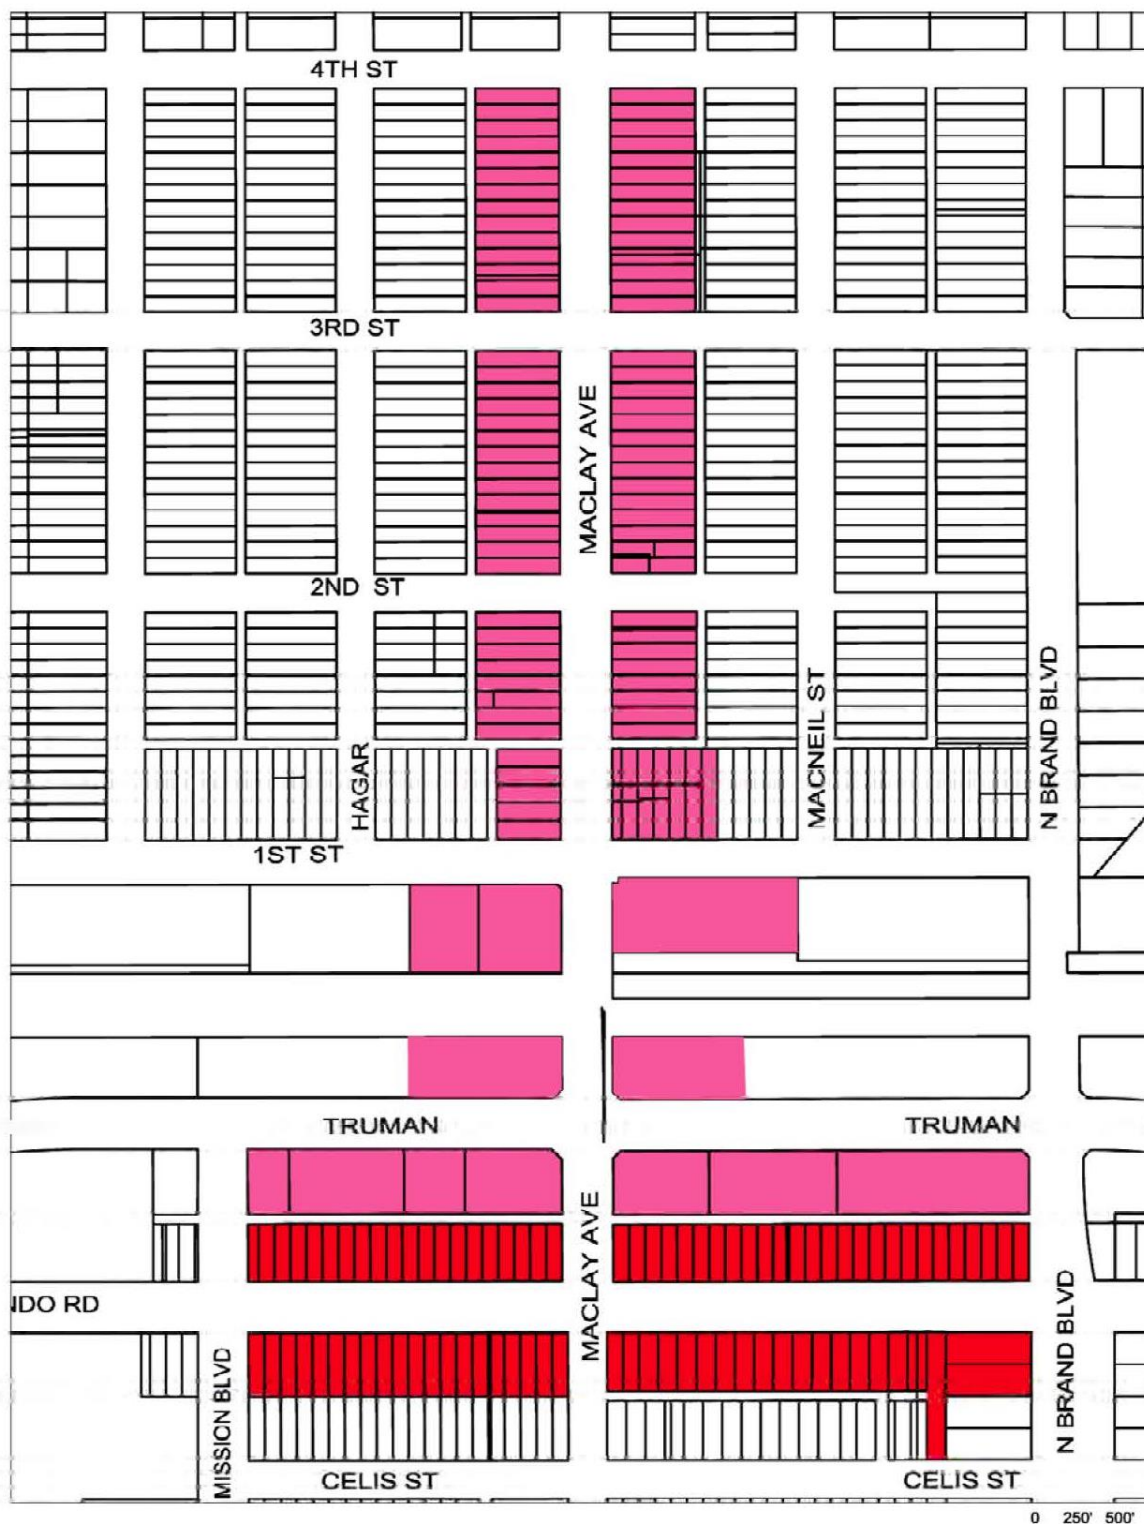 4TH ST
3RD ST
MACLAY AVE
2ND ST
HAGAR
MACNEIL ST
N BRAND BLVD
1ST ST
TRUMAN
TRUMAN
MACLAY AVE
NDO RD
MISSION BLVD
N BRAND BLVD
CELIS ST
CELIS ST
0 250' 500'